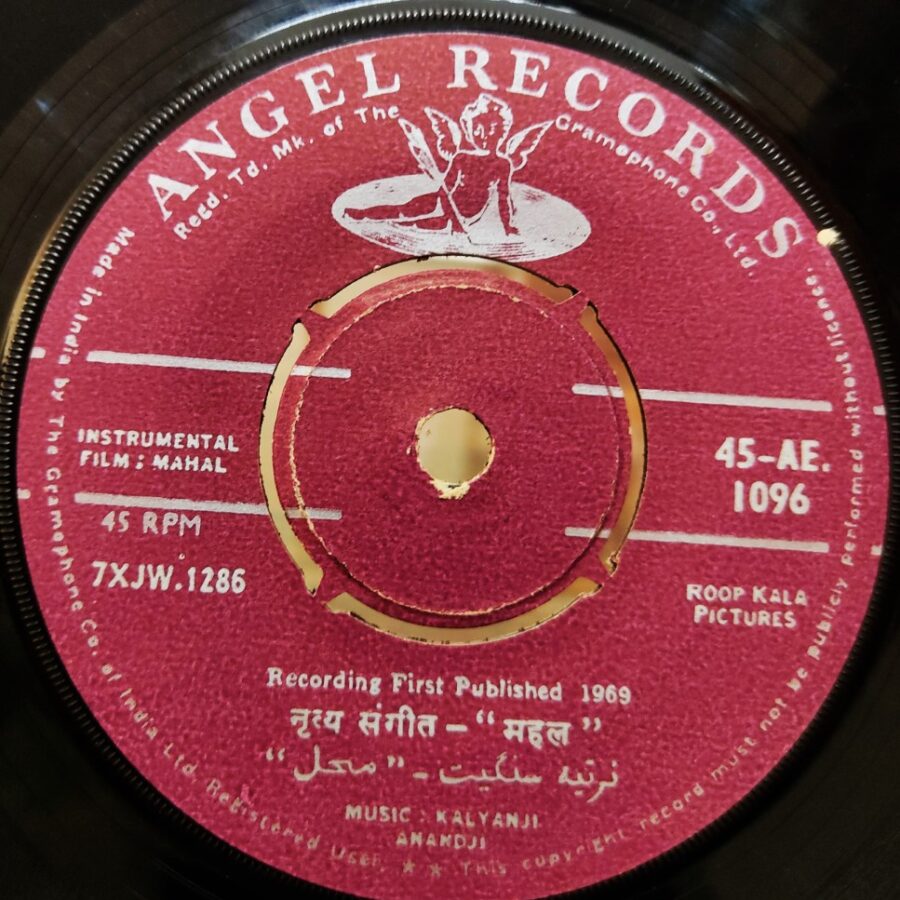 ANGEL RECORDS
Regd. Td. Mk. of The Gramophone Co., Ltd.
INSTRUMENTAL
FILM : MAHAL
45 RPM
7XJW.1286
45-AE.
1096
ROOP KALA
PICTURES
Recording First Published 1969
नृत्य संगीत - “महल”
نرتیہ سنگیت - “محل”
MUSIC : KALYANJI
ANANDJI
Made in India by The Gramophone Co. of India Ltd. Registered User. ★★ This copyright record must not be publicly performed without licence.